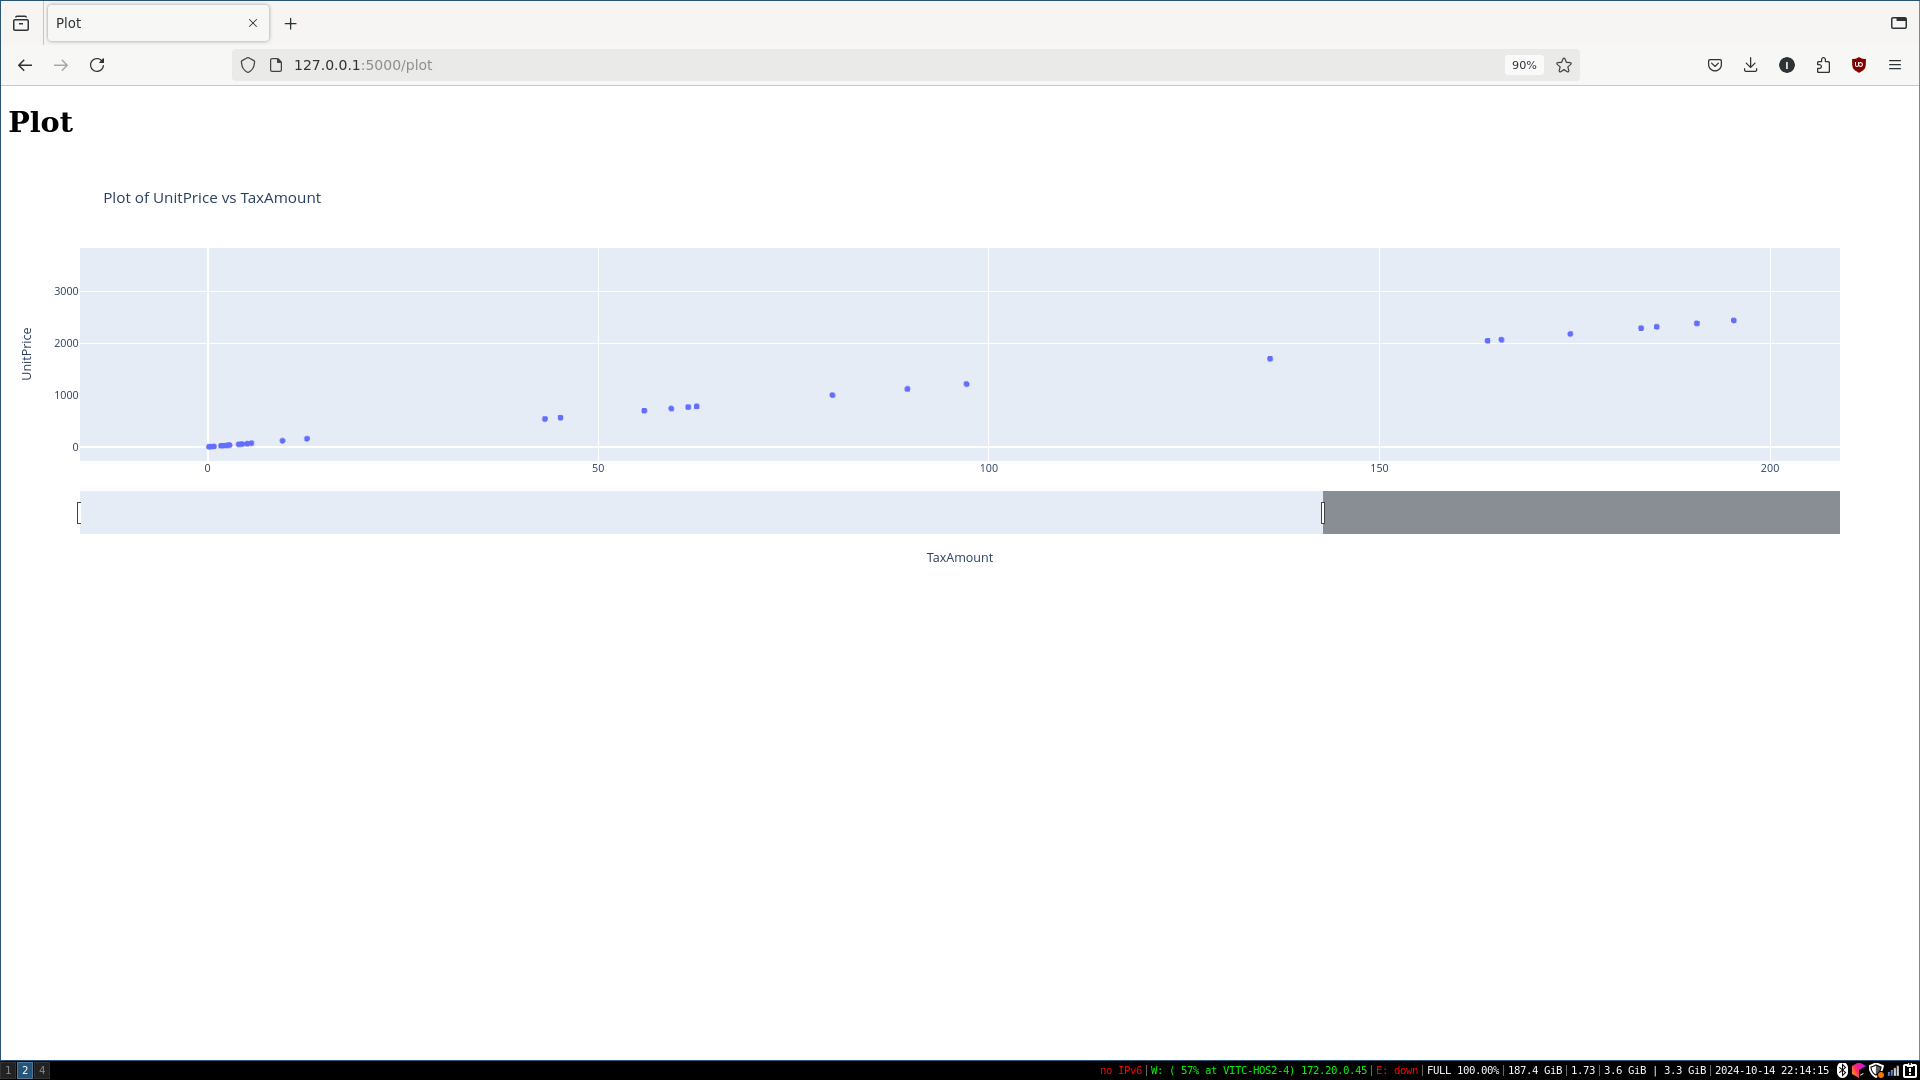 Plot
127.0.0.1:5000/plot
90%
Plot
Plot of UnitPrice vs TaxAmount
3000
2000
1000
0
UnitPrice
0 50 100 150 200
TaxAmount
1 2 4 no IPv6|W: ( 57% at VITC-HOS2-4) 172.20.0.45|E: down|FULL 100.00%|187.4 GiB|1.73|3.6 GiB | 3.3 GiB|2024-10-14 22:14:15